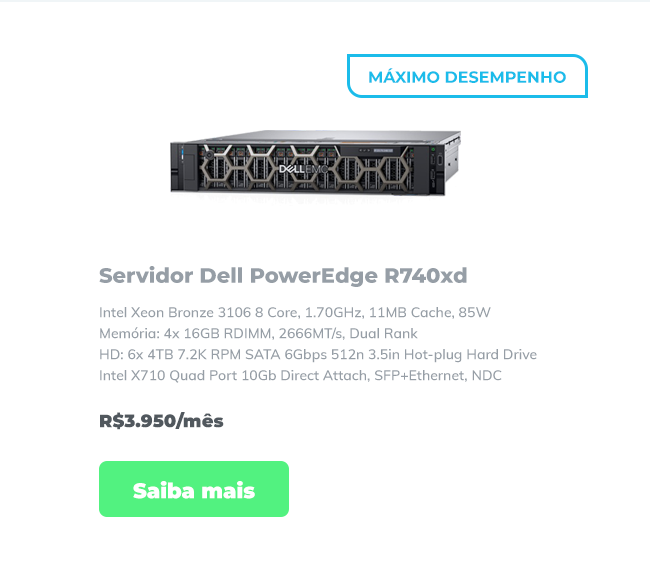 MÁXIMO DESEMPENHO
DELLEMC
Servidor Dell PowerEdge R740xd
Intel Xeon Bronze 3106 8 Core, 1.70GHz, 11MB Cache, 85W
Memória: 4x 16GB RDIMM, 2666MT/s, Dual Rank
HD: 6x 4TB 7.2K RPM SATA 6Gbps 512n 3.5in Hot-plug Hard Drive
Intel X710 Quad Port 10Gb Direct Attach, SFP+Ethernet, NDC
R$3.950/mês
Saiba mais